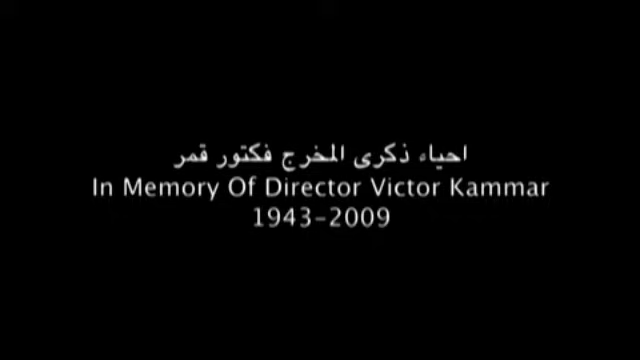 احياء ذكرى المخرج فكتور قمر
In Memory Of Director Victor Kammar
1943-2009